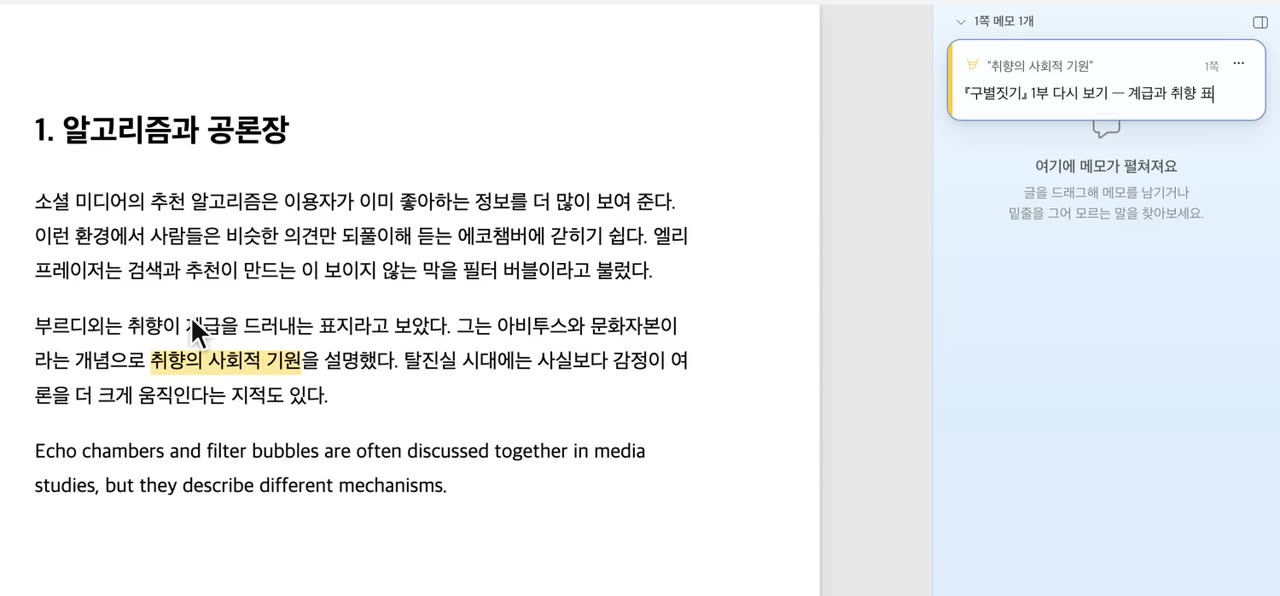 1. 알고리즘과 공론장
소셜 미디어의 추천 알고리즘은 이용자가 이미 좋아하는 정보를 더 많이 보여 준다.
이런 환경에서 사람들은 비슷한 의견만 되풀이해 듣는 에코챔버에 갇히기 쉽다. 엘리
프레이저는 검색과 추천이 만드는 이 보이지 않는 막을 필터 버블이라고 불렀다.
부르디외는 취향이 계급을 드러내는 표지라고 보았다. 그는 아비투스와 문화자본이
라는 개념으로 취향의 사회적 기원을 설명했다. 탈진실 시대에는 사실보다 감정이 여
론을 더 크게 움직인다는 지적도 있다.
Echo chambers and filter bubbles are often discussed together in media
studies, but they describe different mechanisms.
1쪽 메모 1개
“취향의 사회적 기원” 1쪽
『구별짓기』 1부 다시 보기 — 계급과 취향 표
여기에 메모가 펼쳐져요
글을 드래그해 메모를 남기거나
밑줄을 그어 모르는 말을 찾아보세요.